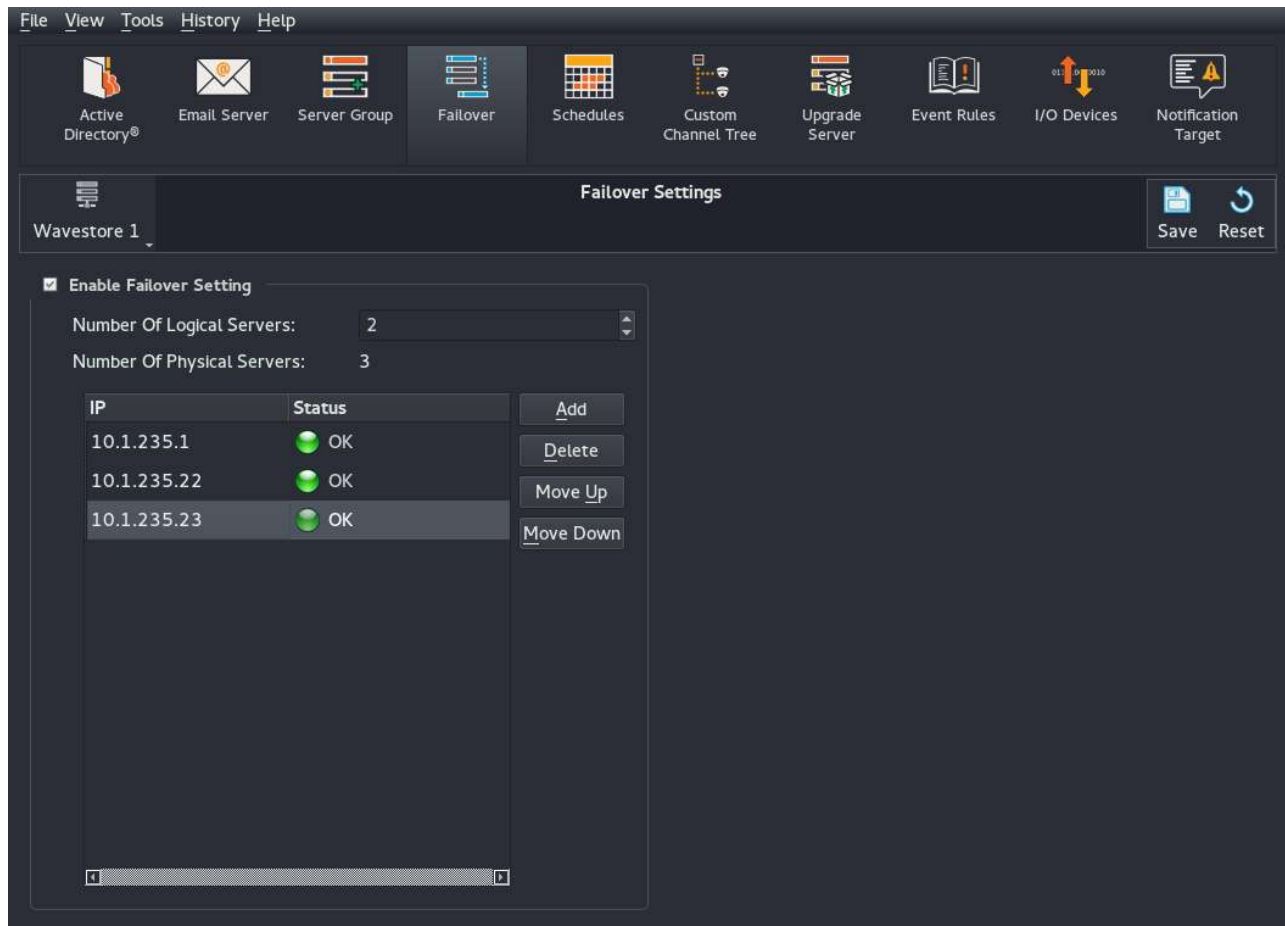 File View Tools History Help
Active Directory®
Email Server
Server Group
Failover
Schedules
Custom Channel Tree
Upgrade Server
Event Rules
I/O Devices
Notification Target
Wavestore 1
Failover Settings
Save Reset
Enable Failover Setting
Number Of Logical Servers: 2
Number Of Physical Servers: 3
IP Status
Add
10.1.235.1 OK
Delete
10.1.235.22 OK
Move Up
10.1.235.23 OK
Move Down